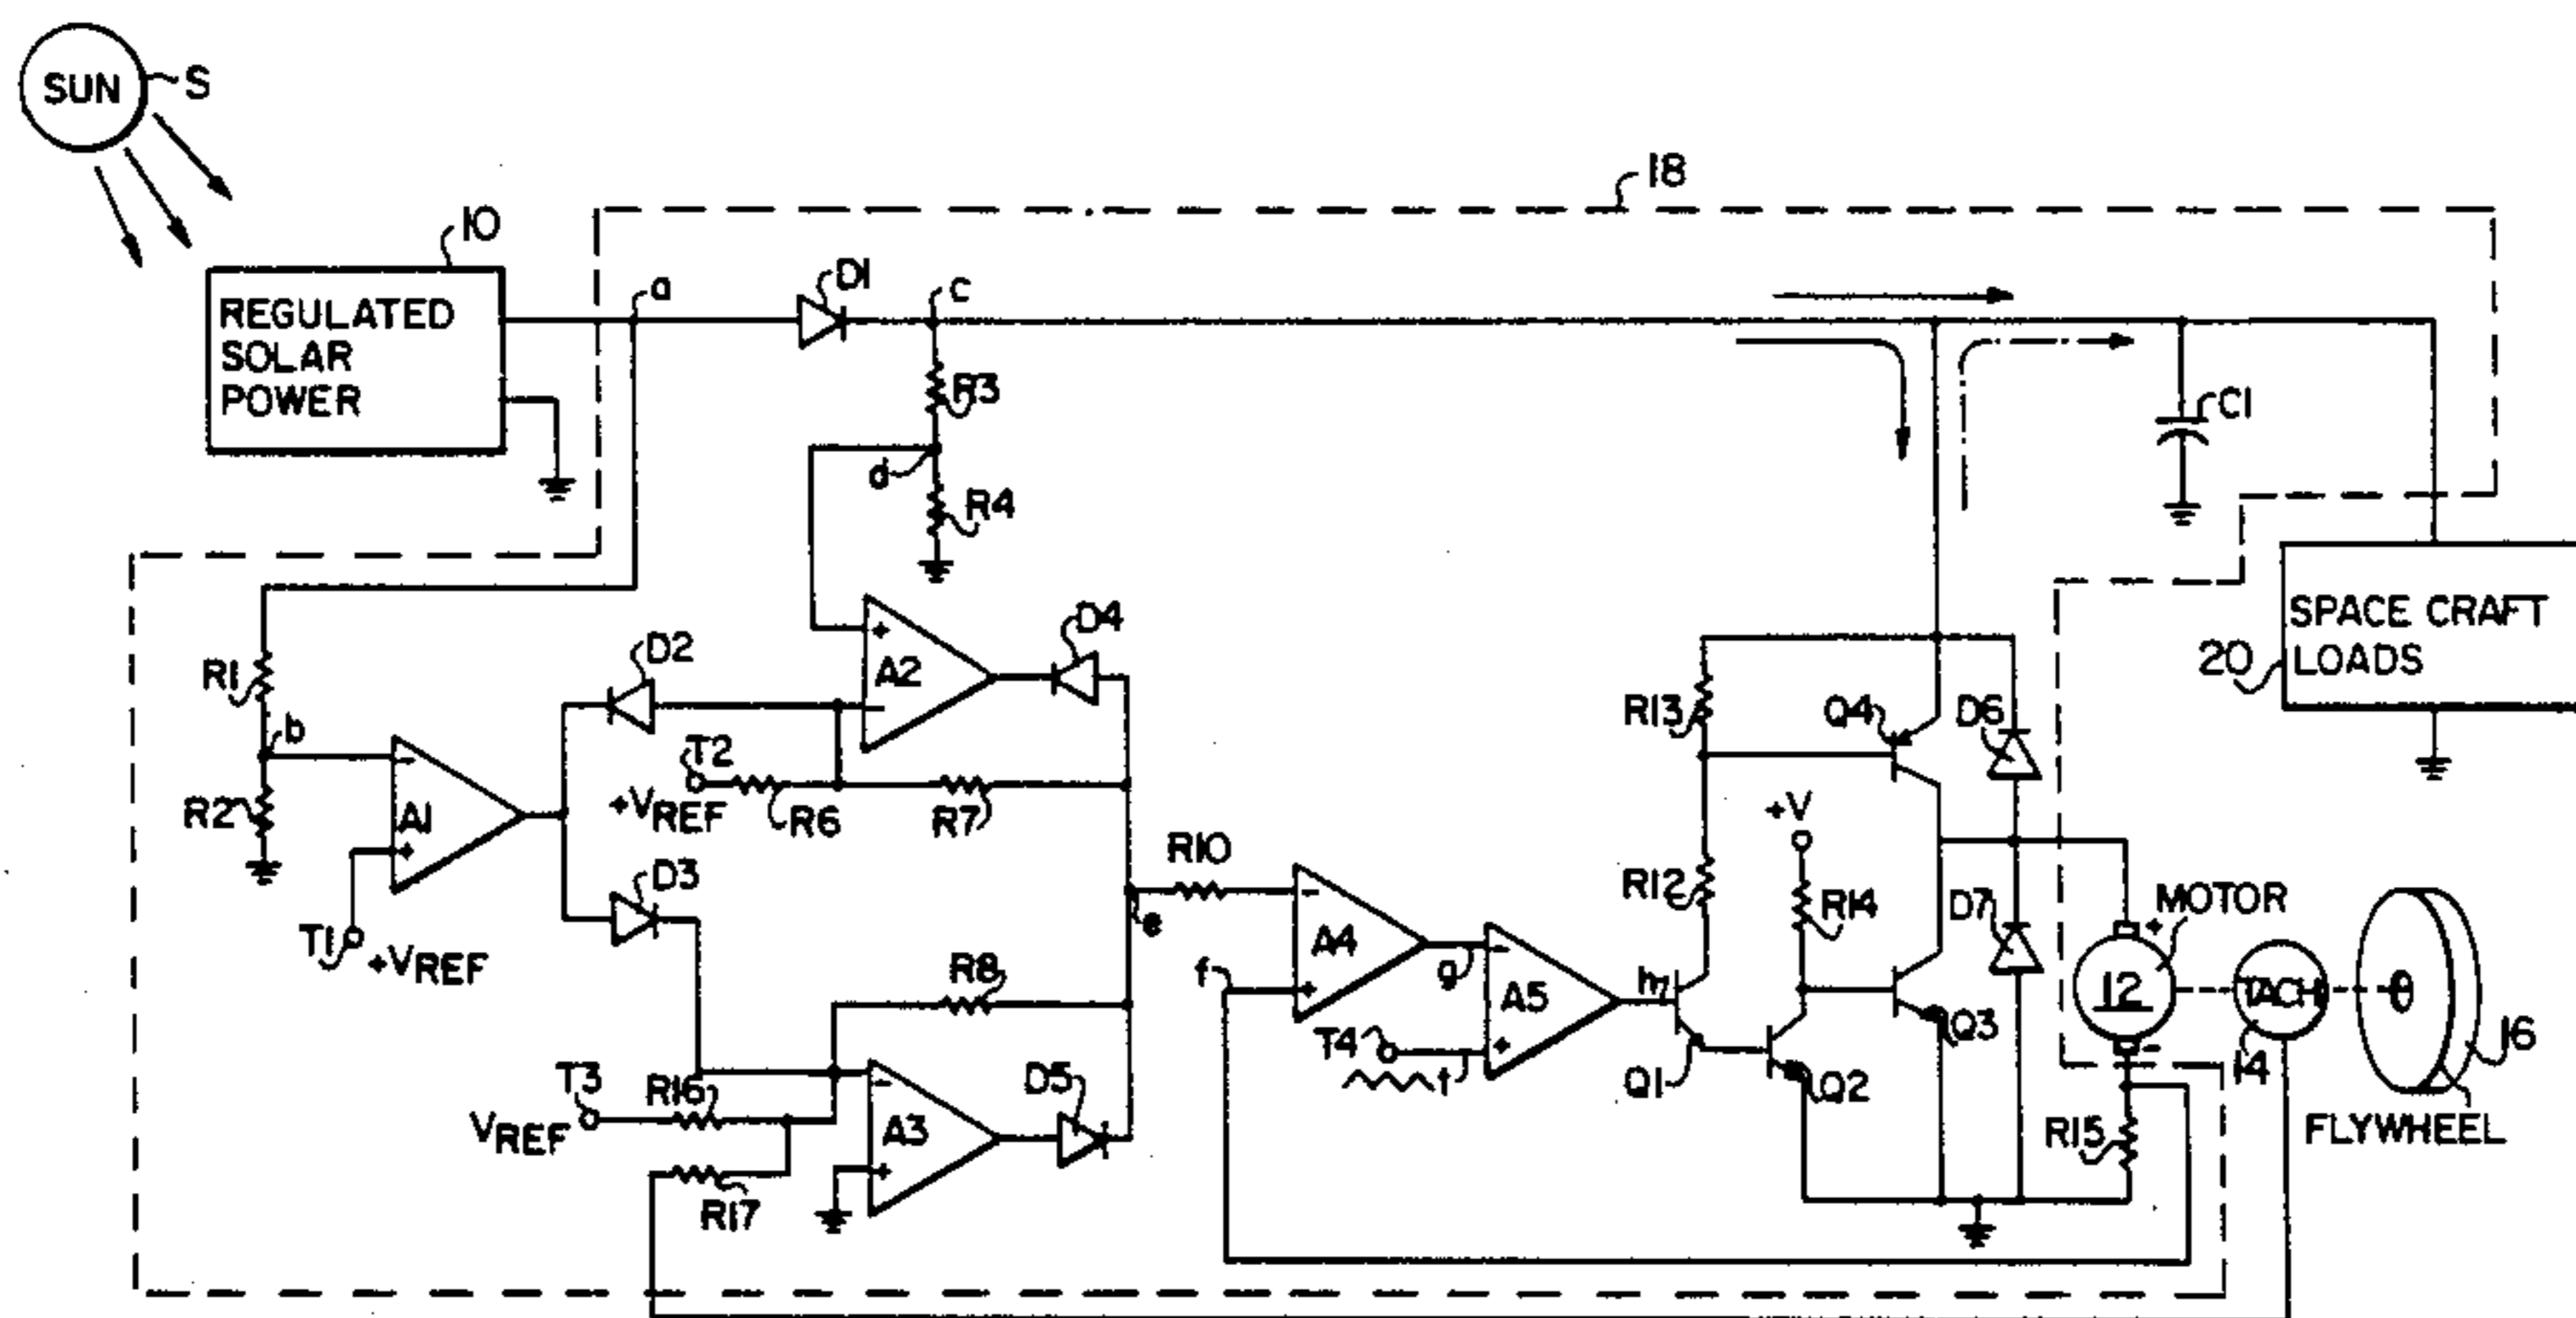 SUN
S
18
10
REGULATED
SOLAR
POWER
a
D1
c
R3
d
R4
C1
SPACE CRAFT
LOADS
20
R1
b
R2
A1
T1
+VREF
D2
D3
T2
+VREF
R6
R7
A2
D4
R10
e
R8
T3
VREF
R16
R17
A3
D5
f
A4
g
A5
T4
t
h
R13
R12
Q4
D6
+V
R14
D7
Q1
Q2
Q3
MOTOR
12
TACH
14
16
R15
FLYWHEEL